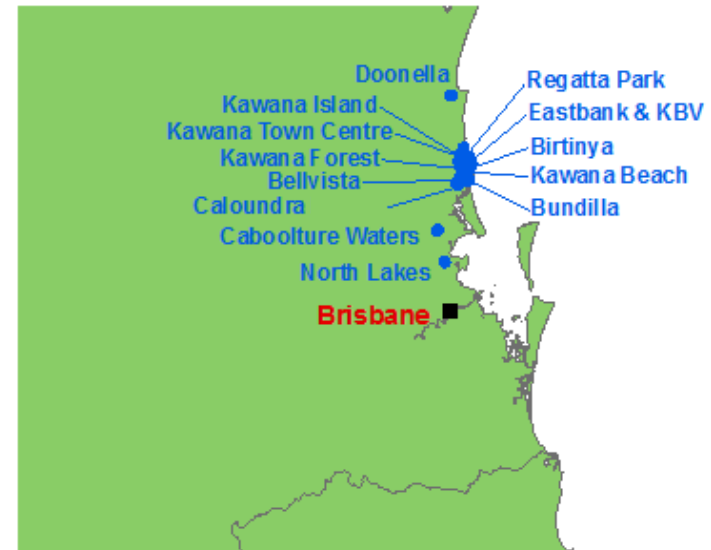 Doonella
Regatta Park
Kawana Island
Eastbank & KBV
Kawana Town Centre
Birtinya
Kawana Forest
Kawana Beach
Bellvista
Bundilla
Caloundra
Caboolture Waters
North Lakes
Brisbane